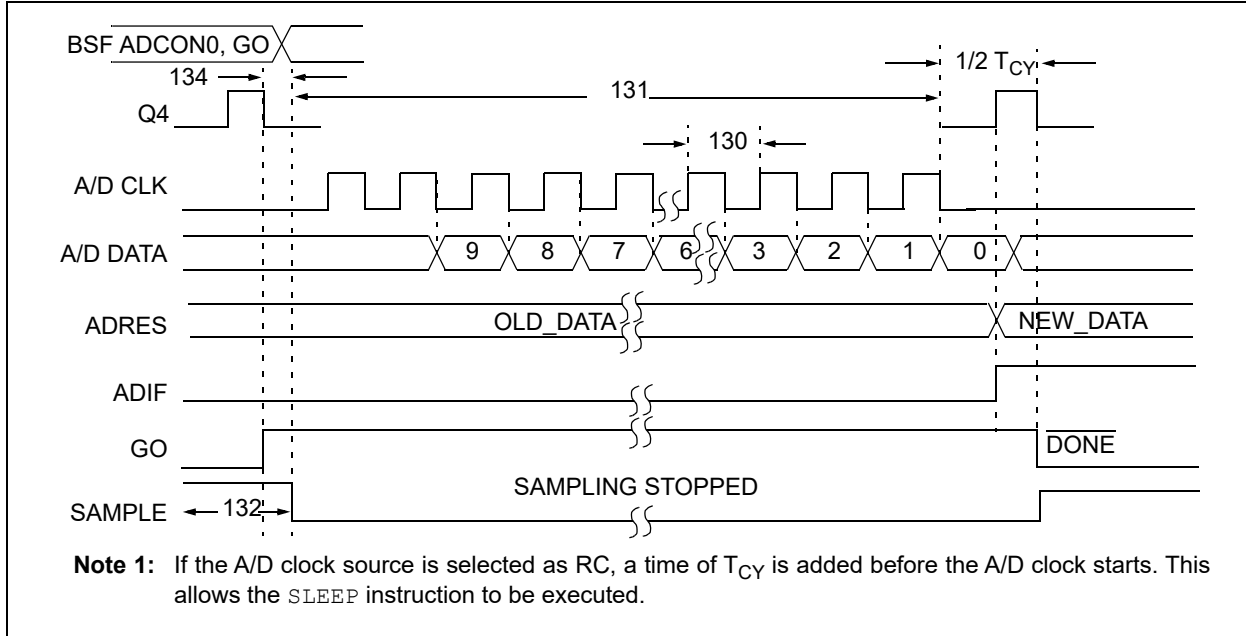 BSF ADCON0, GO
134
131
1/2 TCY
Q4
130
A/D CLK
A/D DATA
9 8 7 6 3 2 1 0
ADRES
OLD_DATA
NEW_DATA
ADIF
GO
DONE
SAMPLING STOPPED
SAMPLE
132
Note 1: If the A/D clock source is selected as RC, a time of TCY is added before the A/D clock starts. This
allows the SLEEP instruction to be executed.